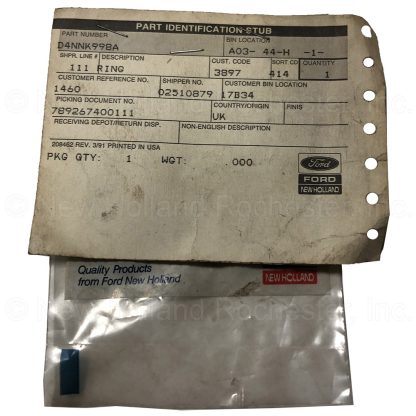 PART IDENTIFICATION STUB
PART NUMBER BIN LOCATION
D4NNK998A A03- 44-H -1-
SHPR. LINE# DESCRIPTION CUST. CODE SORT CD QUANTITY
111 RING 3897 414 1
CUSTOMER REFERENCE NO. SHIPPER NO. CUSTOMER BIN LOCATION
1460 02510879 17B34
PICKING DOCUMENT NO. COUNTRY/ORIGIN FINIS
789267400111 UK
RECEIVING DEPOT/RETURN DISP. NON-ENGLISH DESCRIPTION
208462 REV. 3/91 PRINTED IN USA
PKG QTY: 1 WGT: .000
Ford
FORD
NEW HOLLAND
Quality Products
from Ford New Holland
NEW HOLLAND